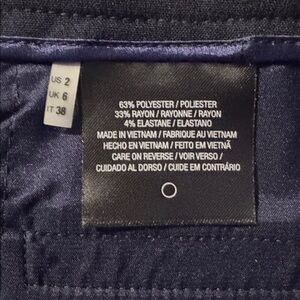 US 2
UK 6
IT 38
63% POLYESTER / POLIESTER
33% RAYON / RAYONNE / RAYON
4% ELASTANE / ELASTANO
MADE IN VIETNAM / FABRIQUE AU VIETNAM
HECHO EN VIETNAM / FEITO EM VIETNÃ
CARE ON REVERSE / VOIR VERSO /
CUIDADO AL DORSO / CUIDE EM CONTRÁRIO